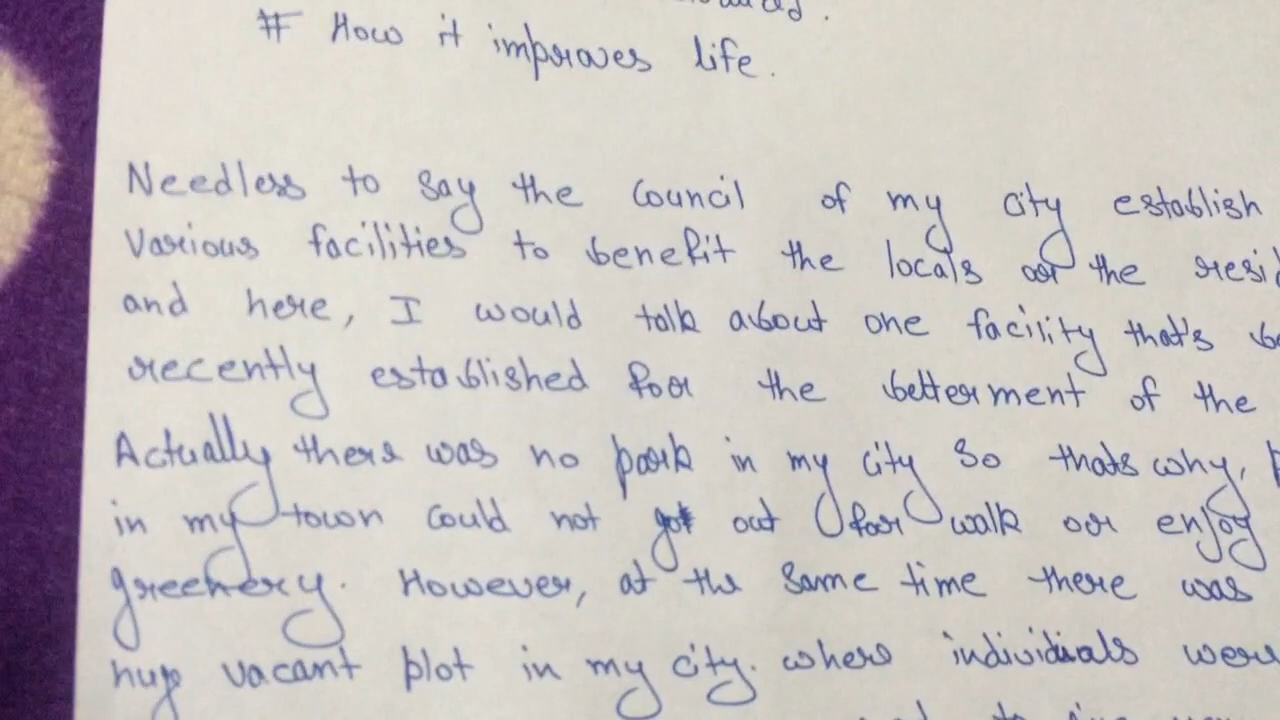 # How it improves life.
Needless to say the council of my city establish
various facilities to benefit the locals or the
and here, I would talk about one facility that's
recently established for the betterment of the
Actually there was no park in my city so thats why,
in my town could not got out for walk or enjoy
greenery. However, at the same time there was
huge vacant plot in my city. where individials were